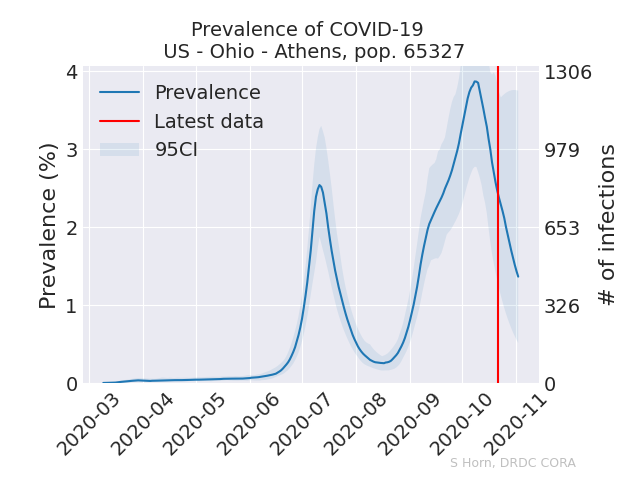 Prevalence of COVID-19
US - Ohio - Athens, pop. 65327
Prevalence
Latest data
95CI
Prevalence (%)
4
3
2
1
0
1306
979
653
326
0
# of infections
2020-03
2020-04
2020-05
2020-06
2020-07
2020-08
2020-09
2020-10
2020-11
S Horn, DRDC CORA